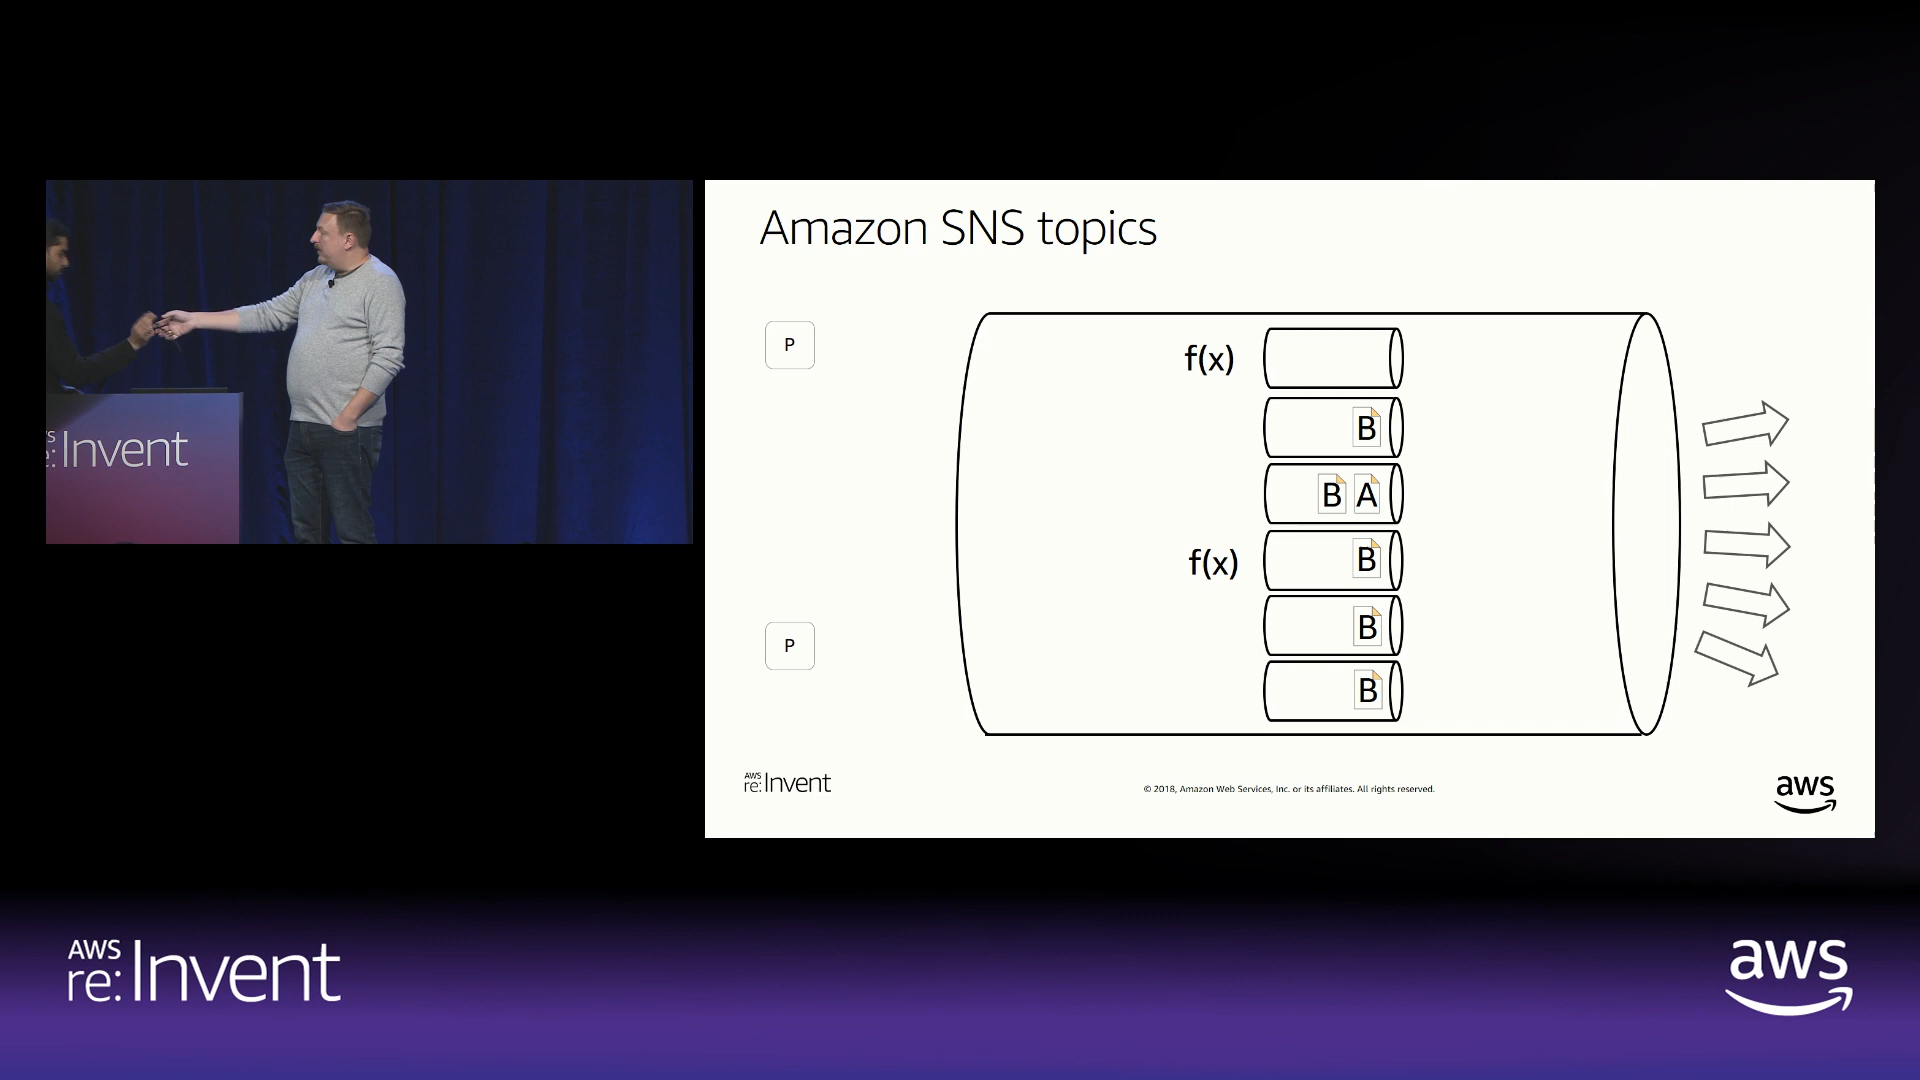 Amazon SNS topics
P
f(x)
B
B A
f(x)
B
P
B
B
AWS
re:Invent
© 2018, Amazon Web Services, Inc. or its affiliates. All rights reserved.
aws
re:Invent
AWS
re:Invent
aws